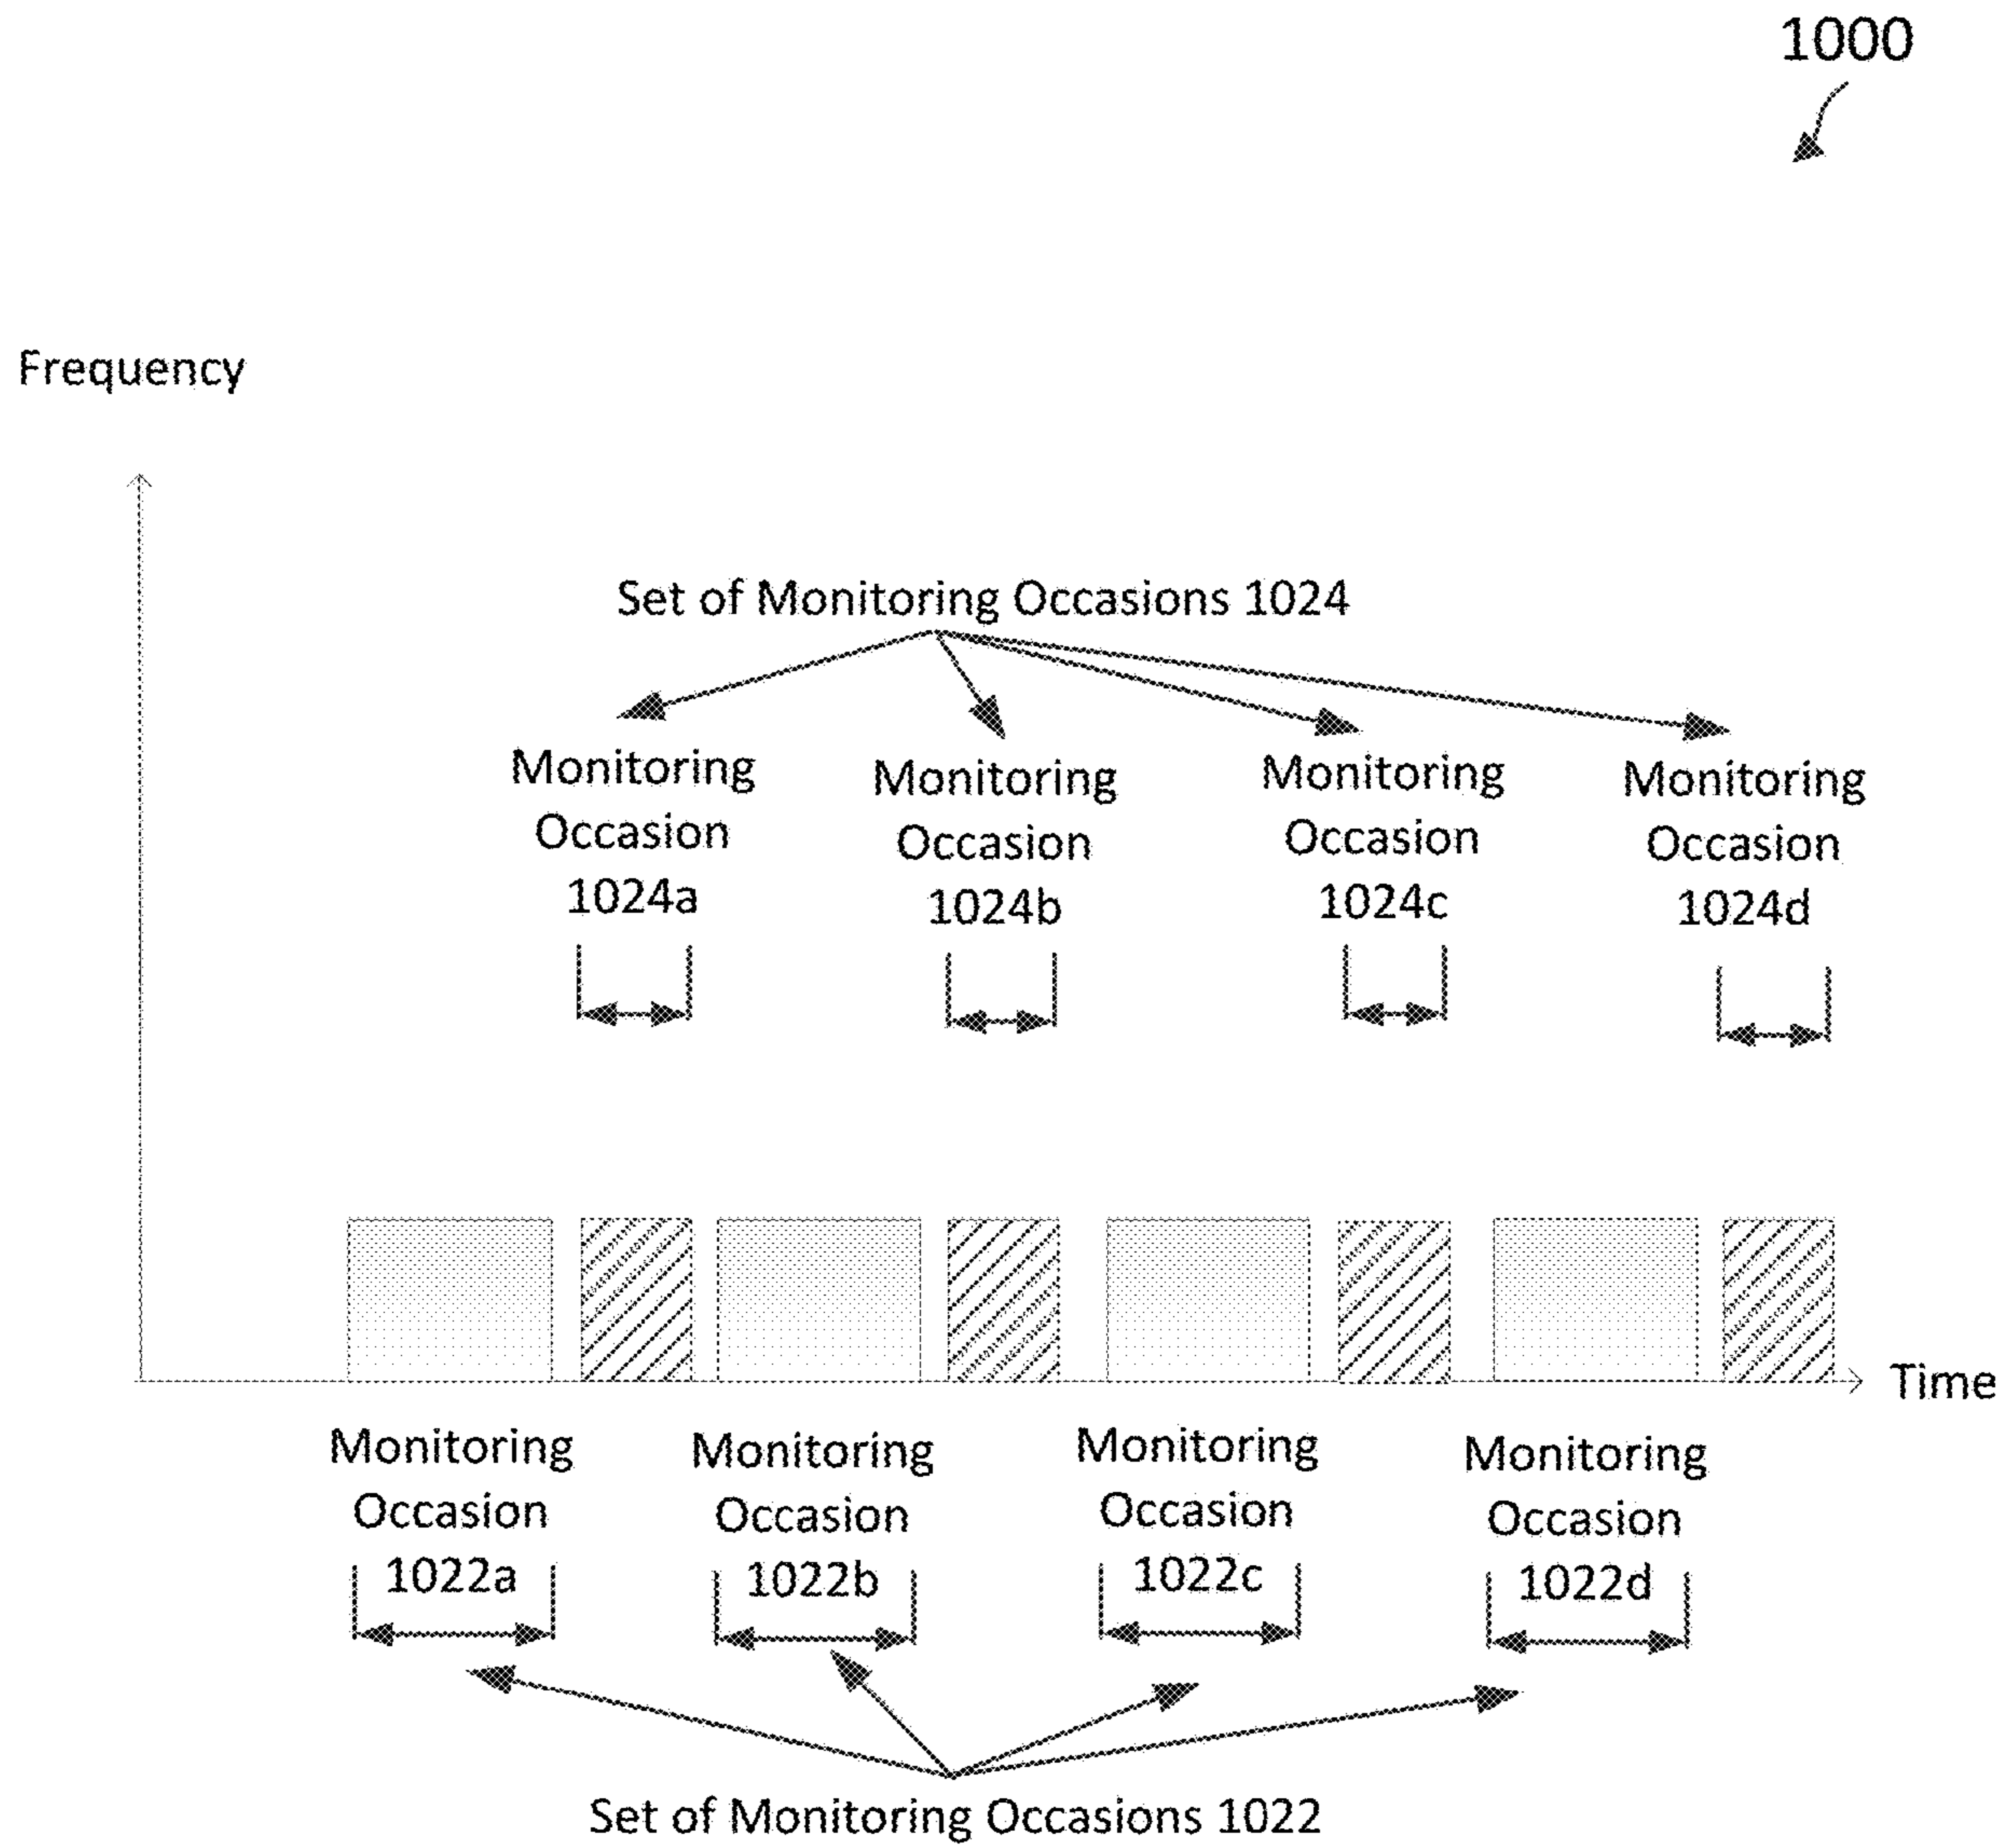 1000
Frequency
Set of Monitoring Occasions 1024
Monitoring
Occasion
1024a
Monitoring
Occasion
1024b
Monitoring
Occasion
1024c
Monitoring
Occasion
1024d
Time
Monitoring
Occasion
1022a
Monitoring
Occasion
1022b
Monitoring
Occasion
1022c
Monitoring
Occasion
1022d
Set of Monitoring Occasions 1022